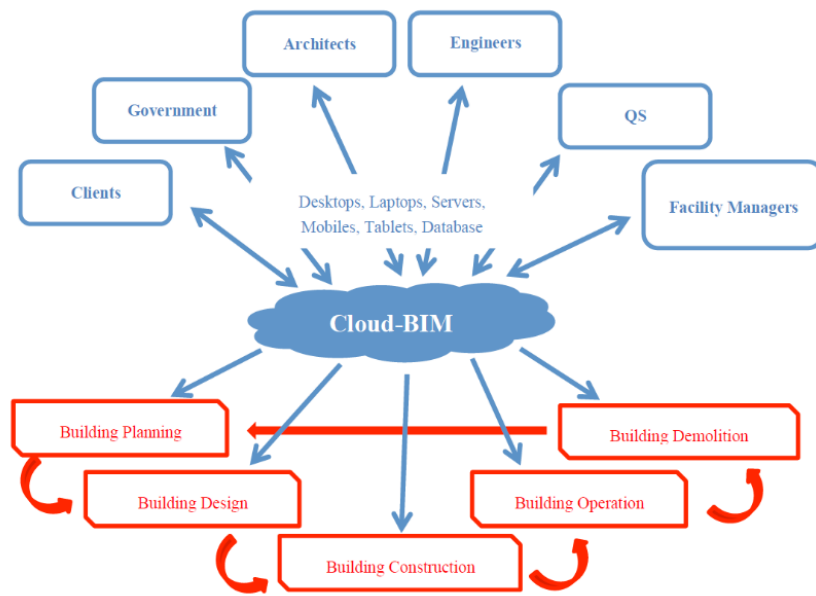 Architects
Engineers
Government
QS
Clients
Facility Managers
Desktops, Laptops, Servers,
Mobiles, Tablets, Database
Cloud-BIM
Building Planning
Building Demolition
Building Design
Building Operation
Building Construction